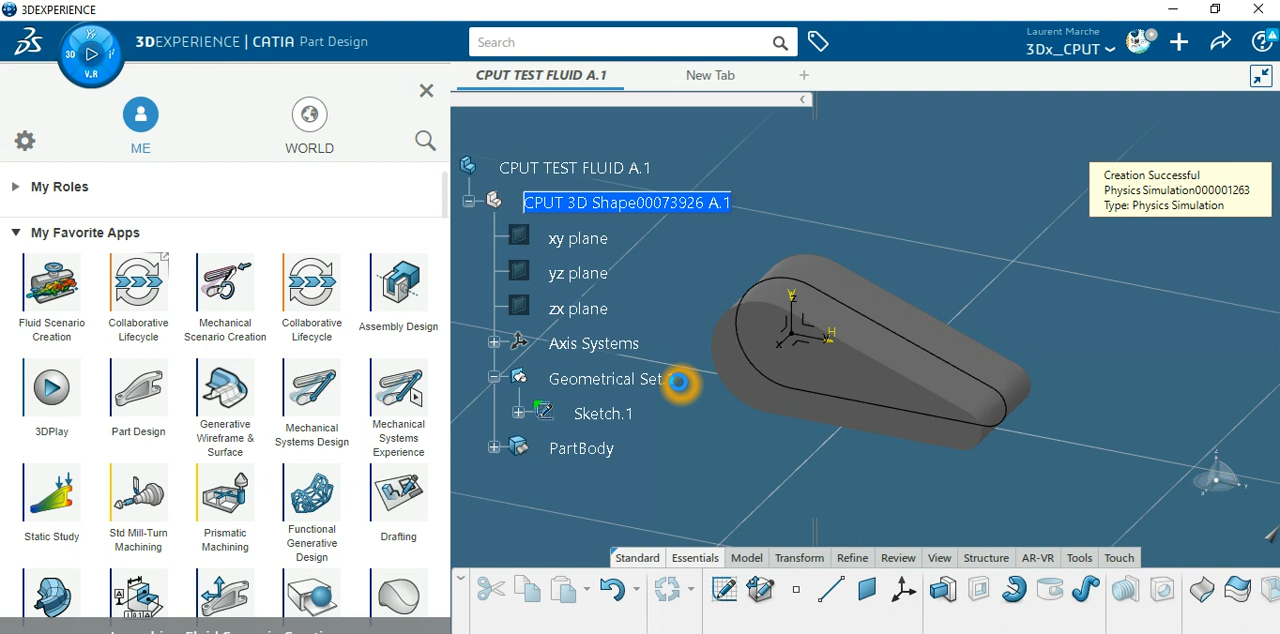 3DEXPERIENCE
3DEXPERIENCE | CATIA Part Design
Search
Laurent Marche
3Dx_CPUT
3D
V.R
CPUT TEST FLUID A.1
New Tab
ME
WORLD
My Roles
My Favorite Apps
Fluid Scenario
Creation
Collaborative
Lifecycle
Mechanical
Scenario Creation
Collaborative
Lifecycle
Assembly Design
3DPlay
Part Design
Generative
Wireframe &
Surface
Mechanical
Systems Design
Mechanical
Systems
Experience
Static Study
Std Mill-Turn
Machining
Prismatic
Machining
Functional
Generative
Design
Drafting
CPUT TEST FLUID A.1
CPUT 3D Shape00073926 A.1
xy plane
yz plane
zx plane
Axis Systems
Geometrical Set.
Sketch.1
PartBody
Creation Successful
Physics Simulation000001263
Type: Physics Simulation
H
x
Standard
Essentials
Model
Transform
Refine
Review
View
Structure
AR-VR
Tools
Touch